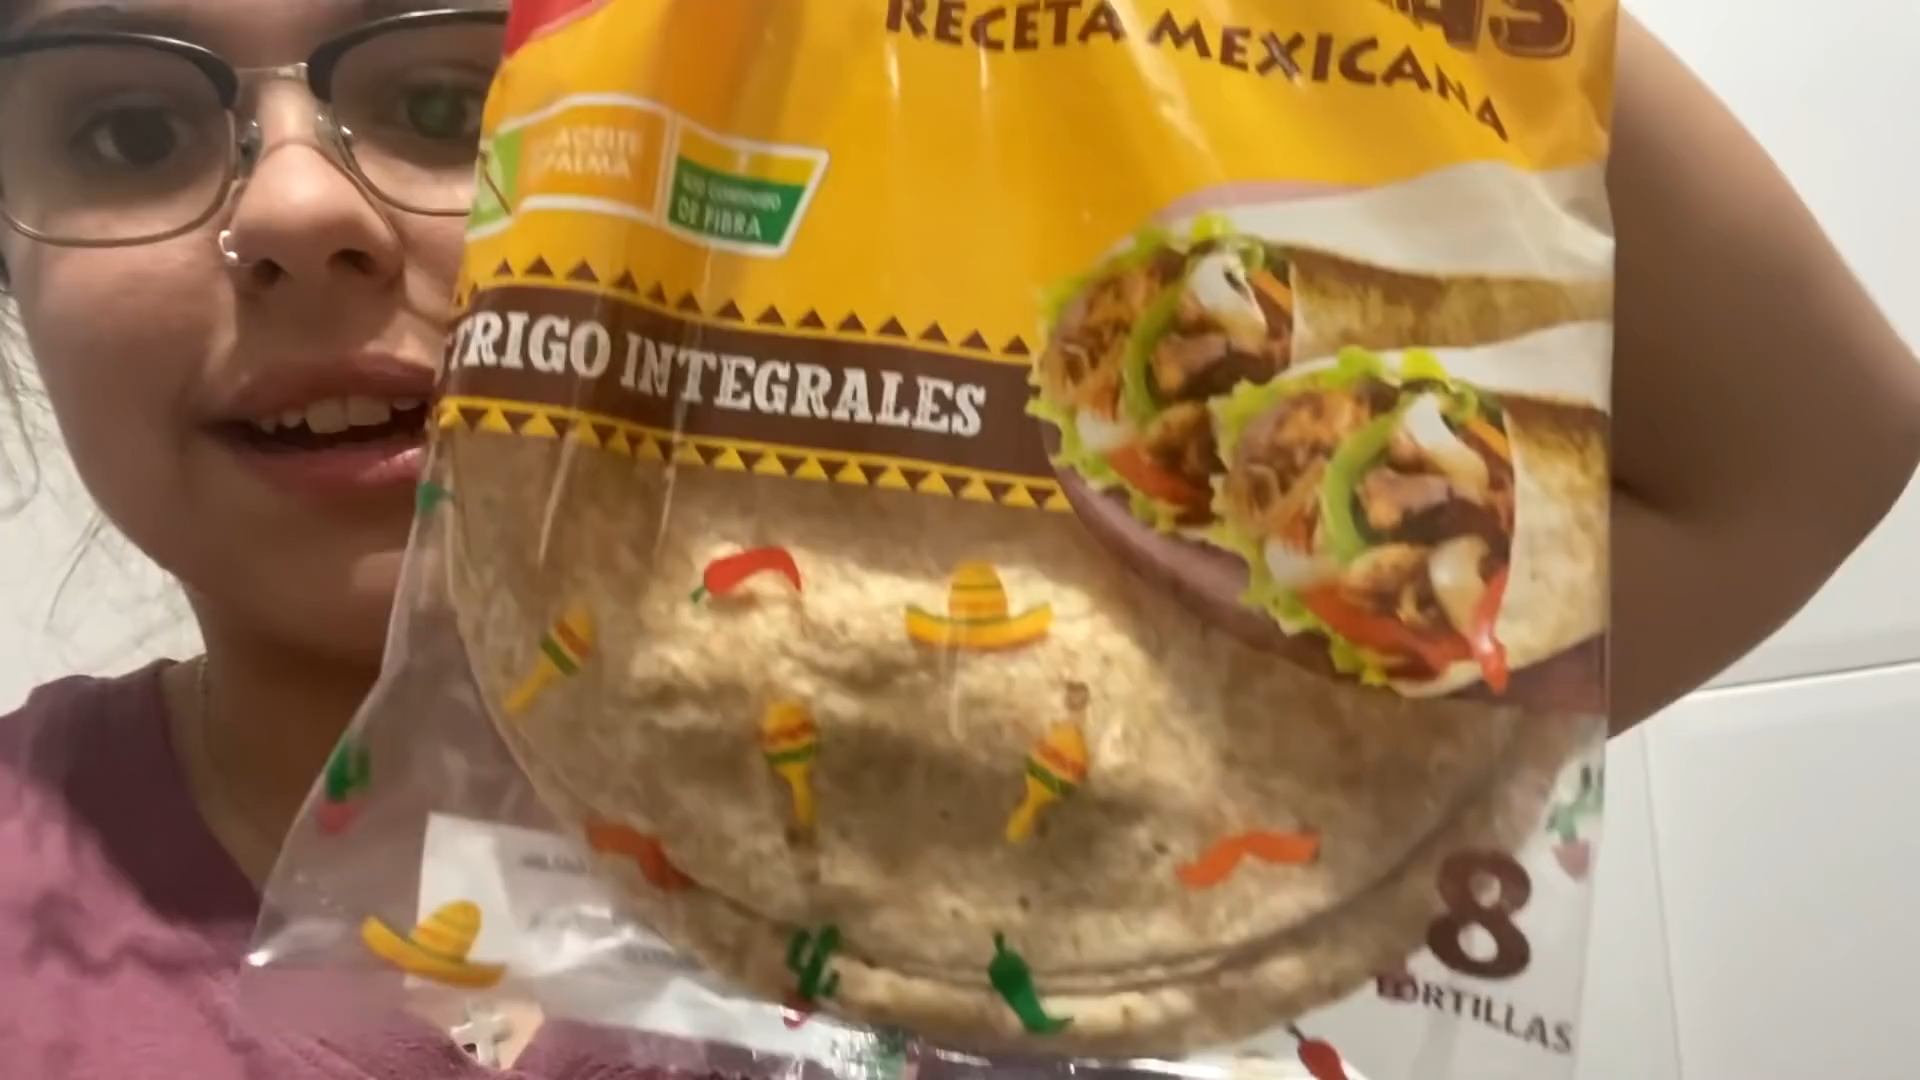 RECETA MEXICANA
ACEITE
PALMA
ALTO CONTENIDO
DE FIBRA
TRIGO INTEGRALES
8
TORTILLAS